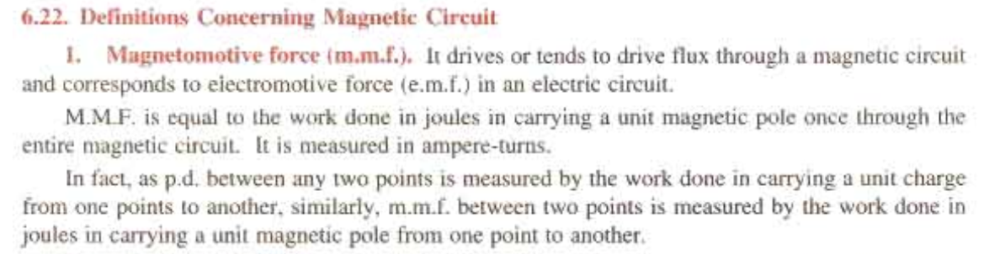 6.22. Definitions Concerning Magnetic Circuit
1. Magnetomotive force (m.m.f.). It drives or tends to drive flux through a magnetic circuit
and corresponds to electromotive force (e.m.f.) in an electric circuit.
M.M.F. is equal to the work done in joules in carrying a unit magnetic pole once through the
entire magnetic circuit. It is measured in ampere-turns.
In fact, as p.d. between any two points is measured by the work done in carrying a unit charge
from one points to another, similarly, m.m.f. between two points is measured by the work done in
joules in carrying a unit magnetic pole from one point to another.